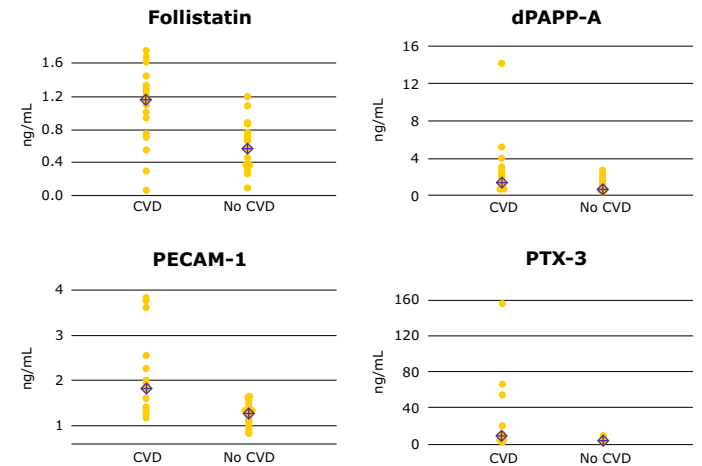 Follistatin
ng/mL
1.6
1.2
0.8
0.4
0.0
CVD No CVD
dPAPP-A
ng/mL
16
12
8
4
0
CVD No CVD
PECAM-1
ng/mL
4
3
2
1
CVD No CVD
PTX-3
ng/mL
160
120
80
40
0
CVD No CVD